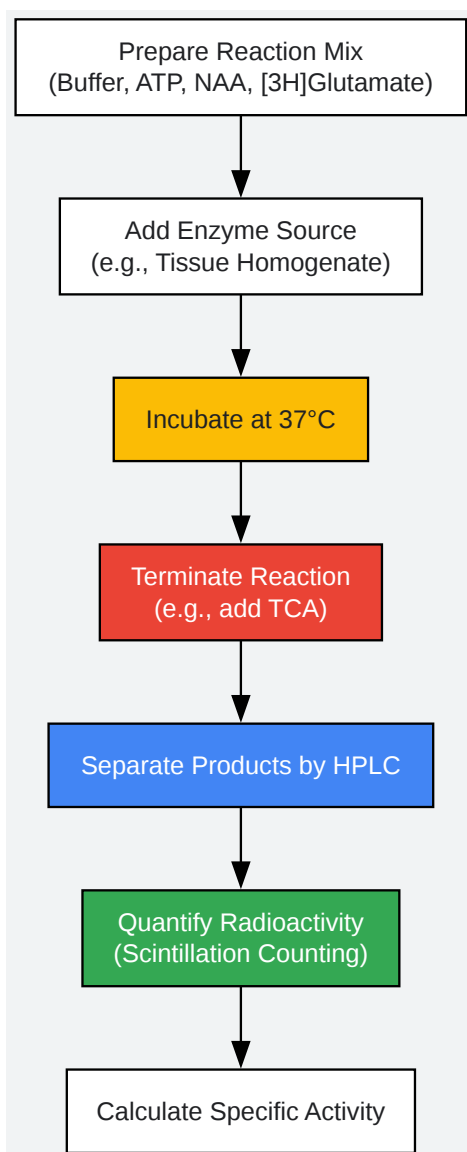 Prepare Reaction Mix
(Buffer, ATP, NAA, [3H]Glutamate)
Add Enzyme Source
(e.g., Tissue Homogenate)
Incubate at 37°C
Terminate Reaction
(e.g., add TCA)
Separate Products by HPLC
Quantify Radioactivity
(Scintillation Counting)
Calculate Specific Activity